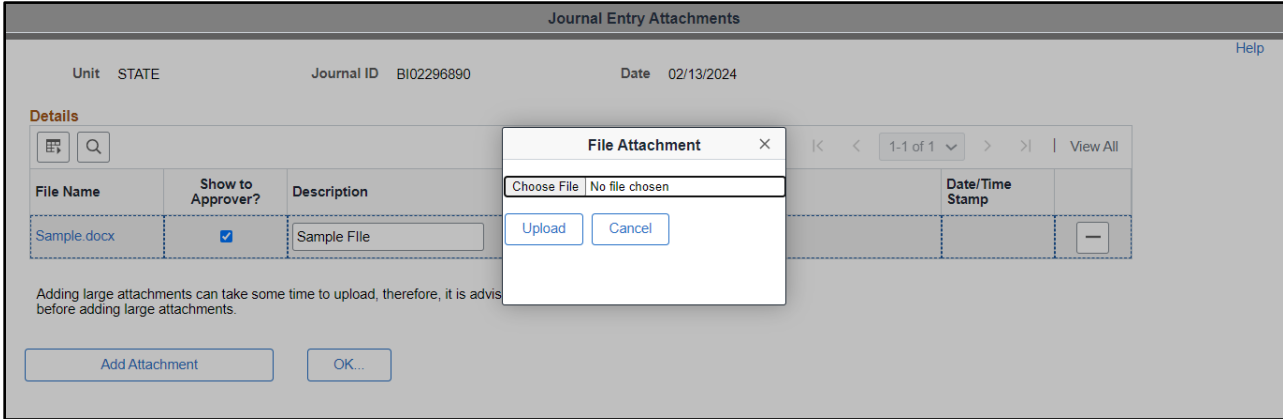 Journal Entry Attachments
Help
Unit STATE Journal ID BI02296890 Date 02/13/2024
Details
File Attachment
1-1 of 1 View All
File Name Show to Approver? Description Date/Time Stamp
Choose File No file chosen
Sample.docx Sample FIle
Upload Cancel
Adding large attachments can take some time to upload, therefore, it is advis
before adding large attachments.
Add Attachment OK...